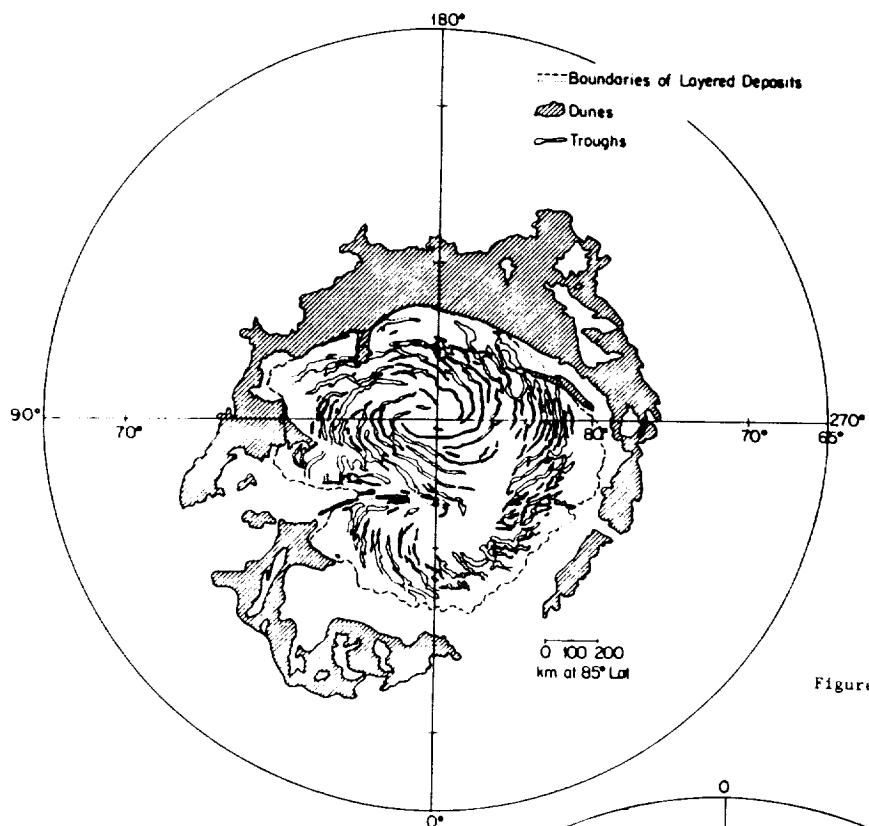 180°
Boundaries of Layered Deposits
Dunes
Troughs
90°
70°
80°
70°
270°
65°
0 100 200
km at 85° Lat
Figure
0°
0